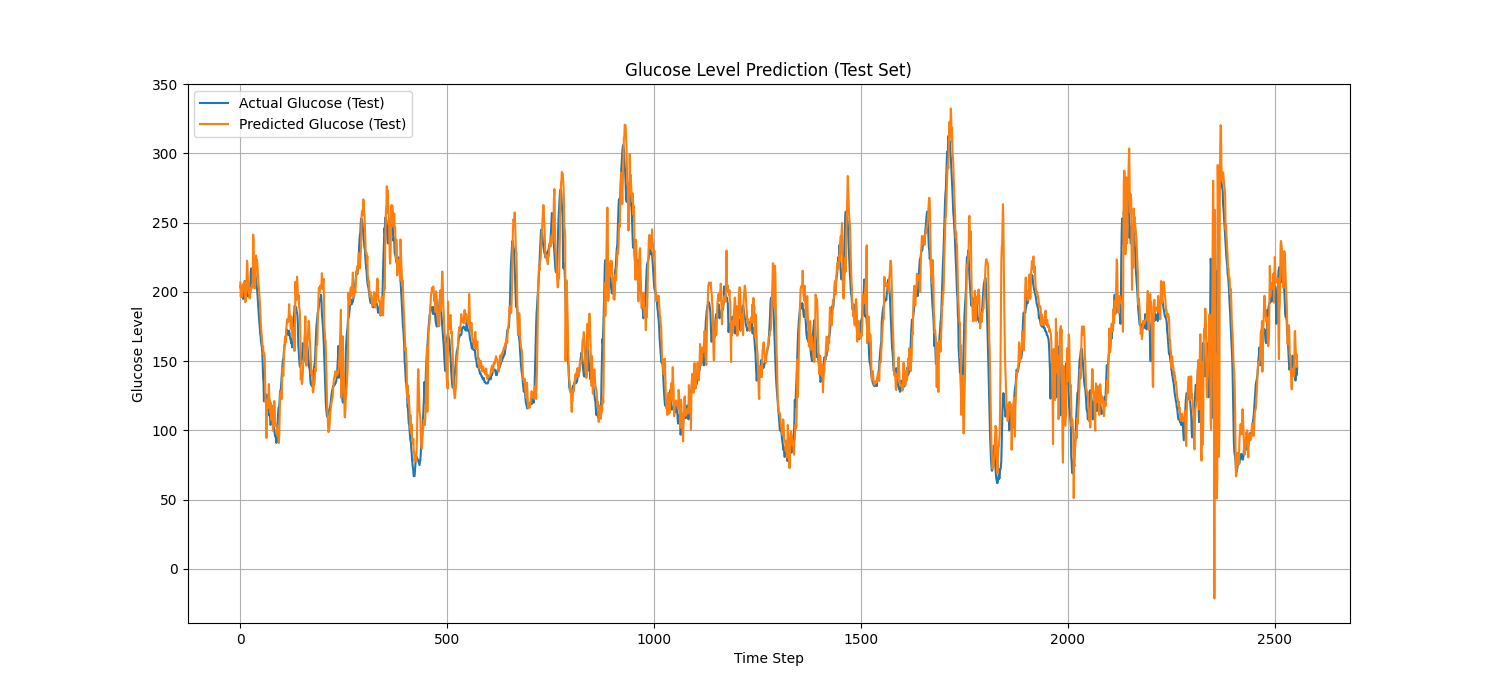 Glucose Level Prediction (Test Set)
Actual Glucose (Test)
Predicted Glucose (Test)
Glucose Level
350
300
250
200
150
100
50
0
0 500 1000 1500 2000 2500
Time Step